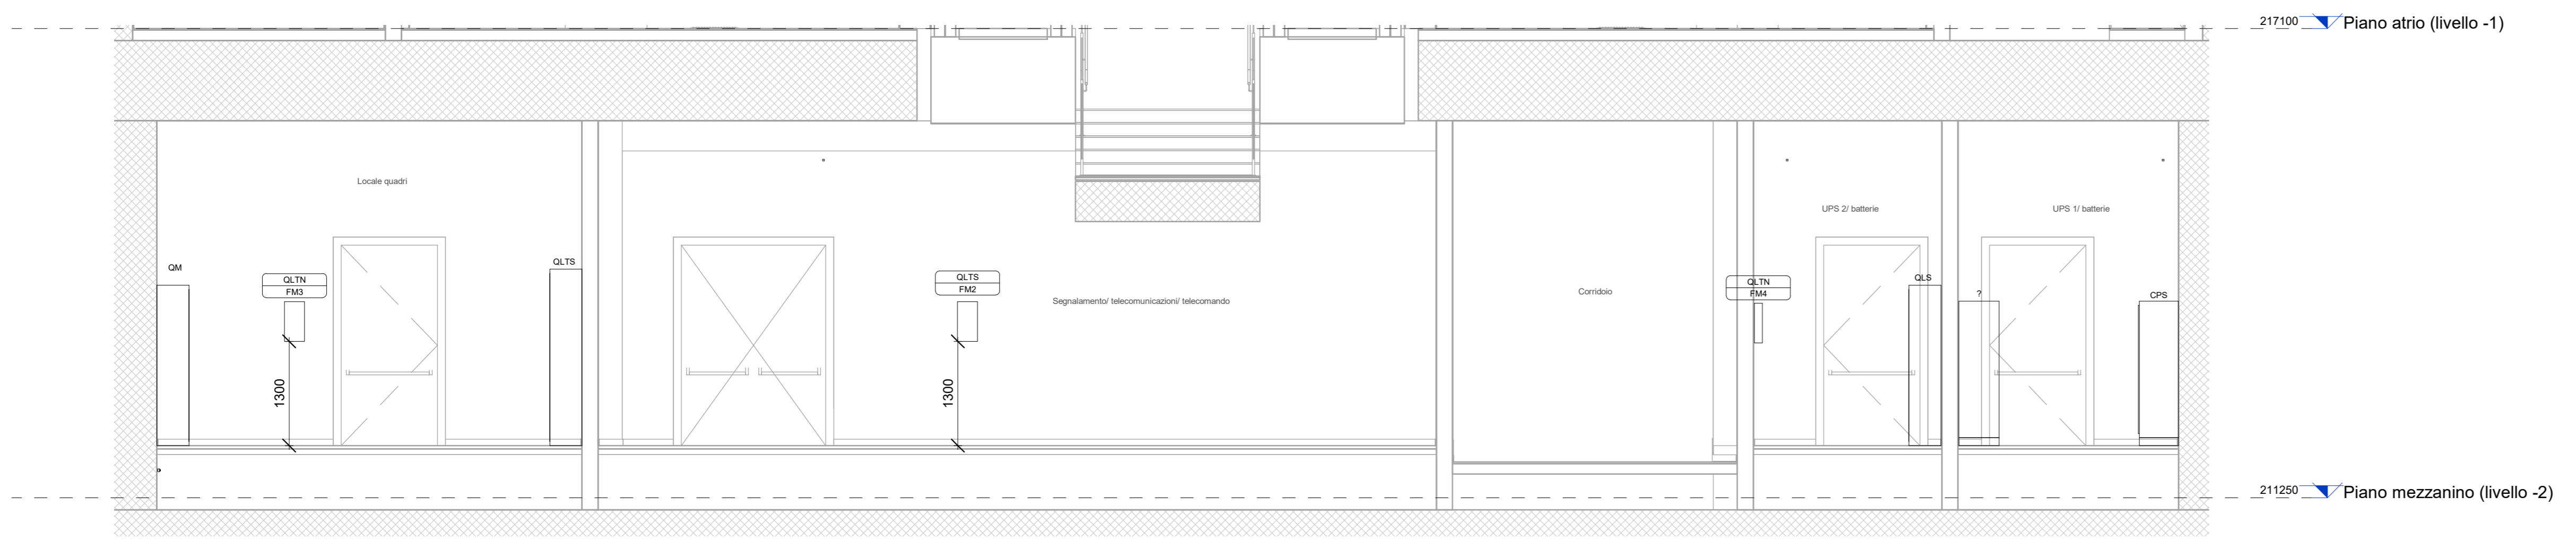 217100 Piano atrio (livello -1)
Locale quadri
UPS 2/ batterie
UPS 1/ batterie
QM
QLTN
FM3
QLTS
QLTS
FM2
Segnalamento/ telecomunicazioni/ telecomando
Corridoio
QLTN
FM4
QLS
?
CPS
1300
1300
211250 Piano mezzanino (livello -2)